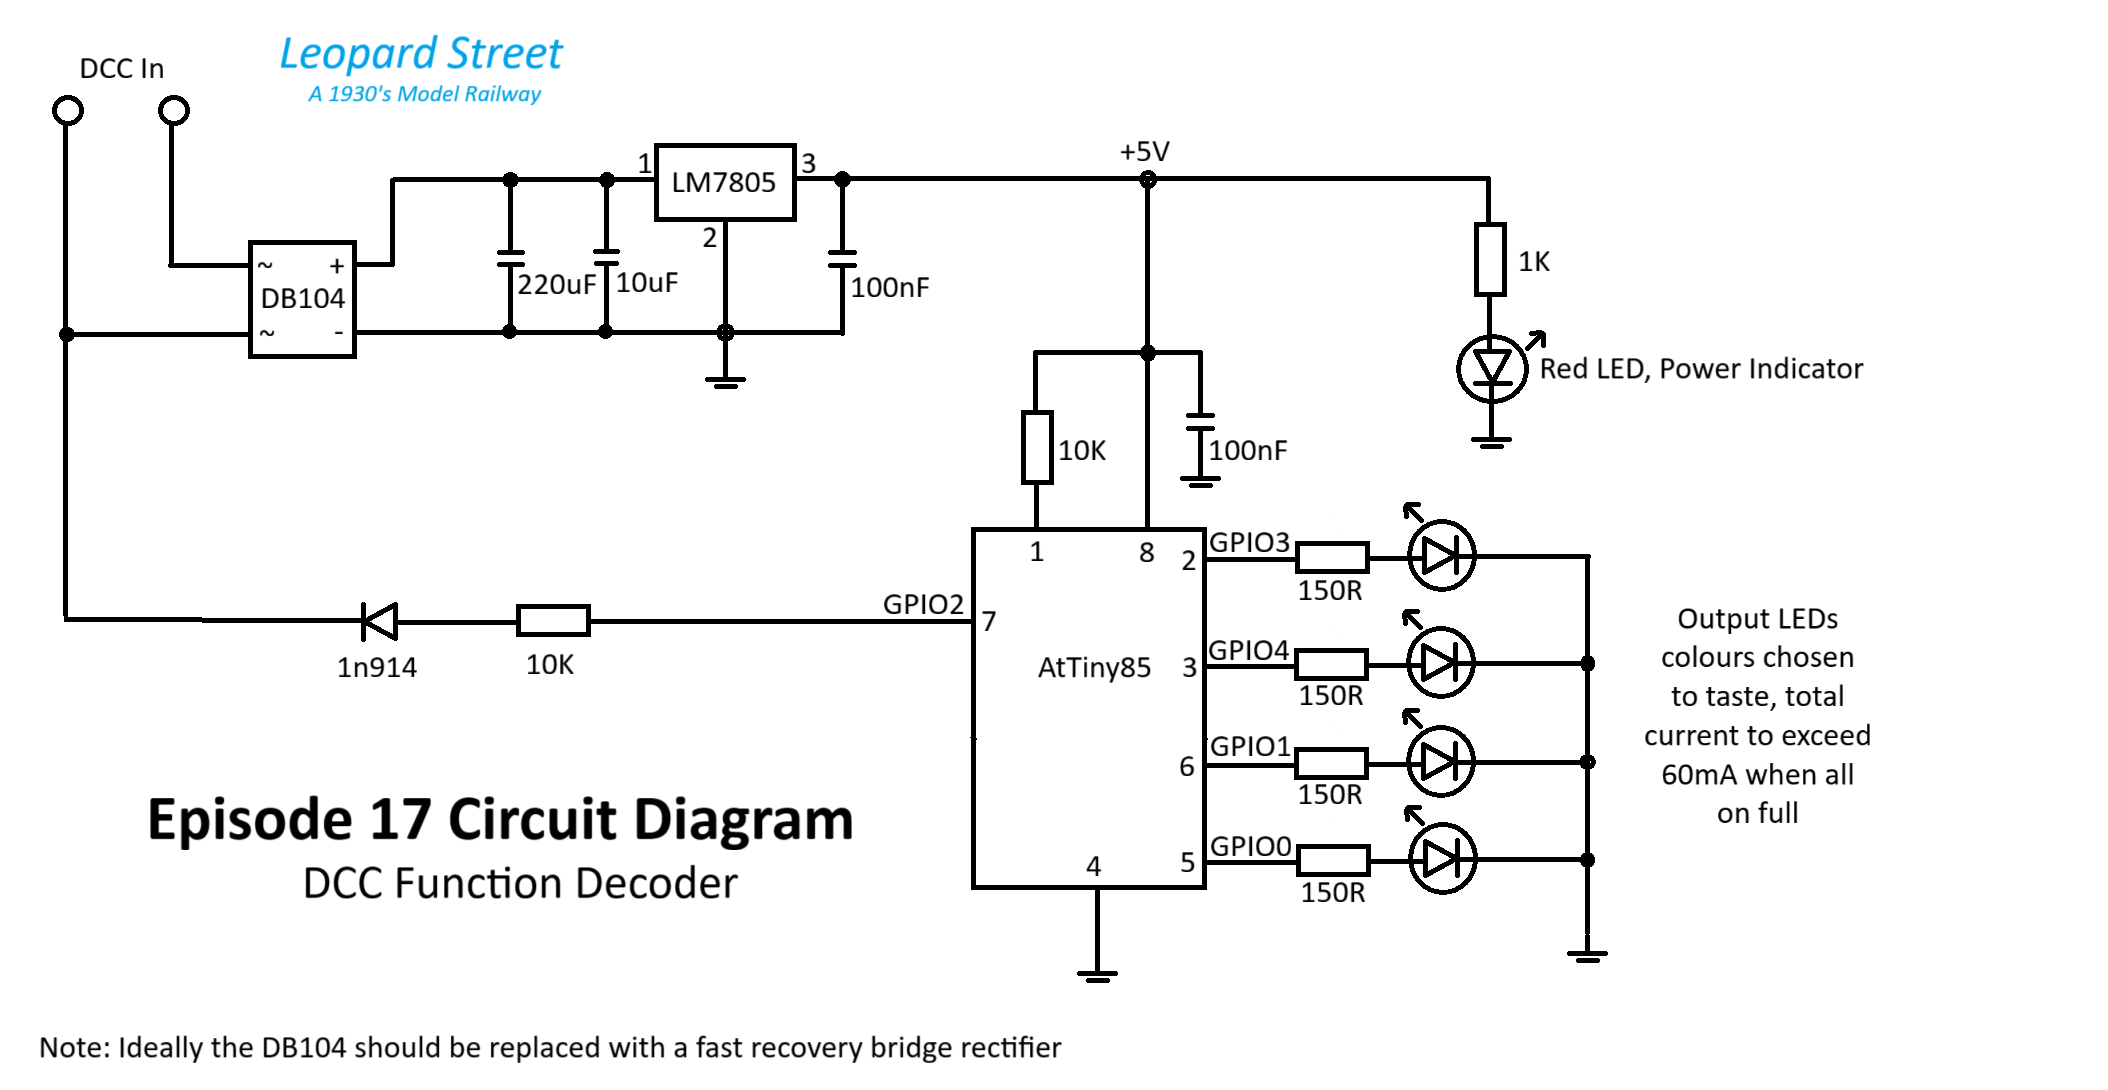 DCC In
Leopard Street
A 1930's Model Railway
1
LM7805
3
2
+5V
~
+
DB104
~
-
220uF
10uF
100nF
1K
Red LED, Power Indicator
10K
100nF
1
8
2
GPIO3
150R
GPIO2
7
1n914
10K
AtTiny85
3
GPIO4
150R
6
GPIO1
150R
5
GPIO0
150R
4
Output LEDs
colours chosen
to taste, total
current to exceed
60mA when all
on full
Episode 17 Circuit Diagram
DCC Function Decoder
Note: Ideally the DB104 should be replaced with a fast recovery bridge rectifier